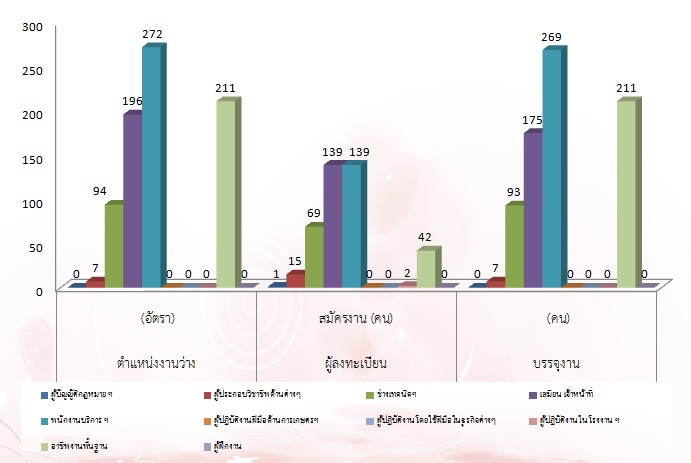 300
250
200
150
100
50
0
0 7 94 196 272 0 0 0 211 0
1 15 69 139 139 0 0 2 42 0
0 7 93 175 269 0 0 0 211 0
(อัตรา) สมัครงาน (คน) (คน)
ตำแหน่งงานว่าง ผู้ลงทะเบียน บรรจุงาน
ผู้บัญญัติกฎหมายฯ ผู้ประกอบวิชาชีพด้านต่างๆ ช่างเทคนิคฯ เสมียน เจ้าหน้าที่
พนักงานบริการ ฯ ผู้ปฏิบัติงานฝีมือด้านการเกษตรฯ ผู้ปฏิบัติงานโดยใช้ฝีมือในธุรกิจต่างๆ ผู้ปฏิบัติงานในโรงงาน ฯ
อาชีพงานพื้นฐาน ผู้ฝึกงาน